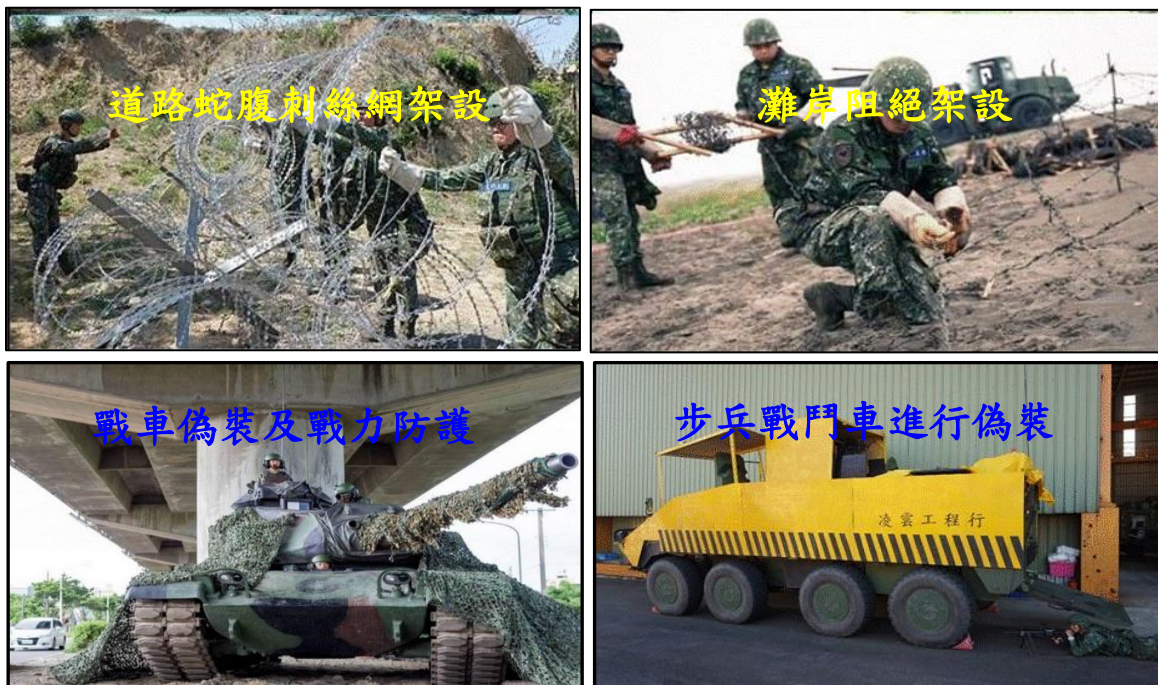 道路蛇腹刺絲網架設
灘岸阻絕架設
戰車偽裝及戰力防護
步兵戰鬥車進行偽裝
凌雲工程行